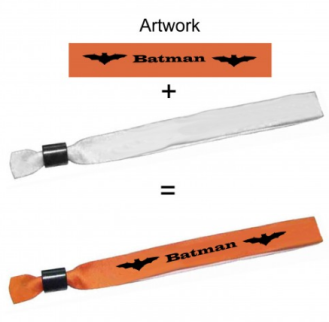 Artwork
Batman
+
=
Batman